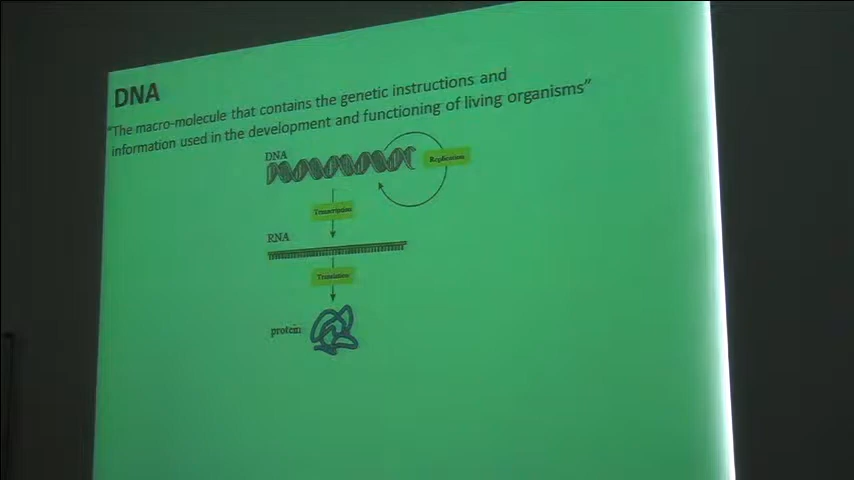 DNA
"The macro-molecule that contains the genetic instructions and
information used in the development and functioning of living organisms"
DNA
Replication
Transcription
RNA
Translation
protein